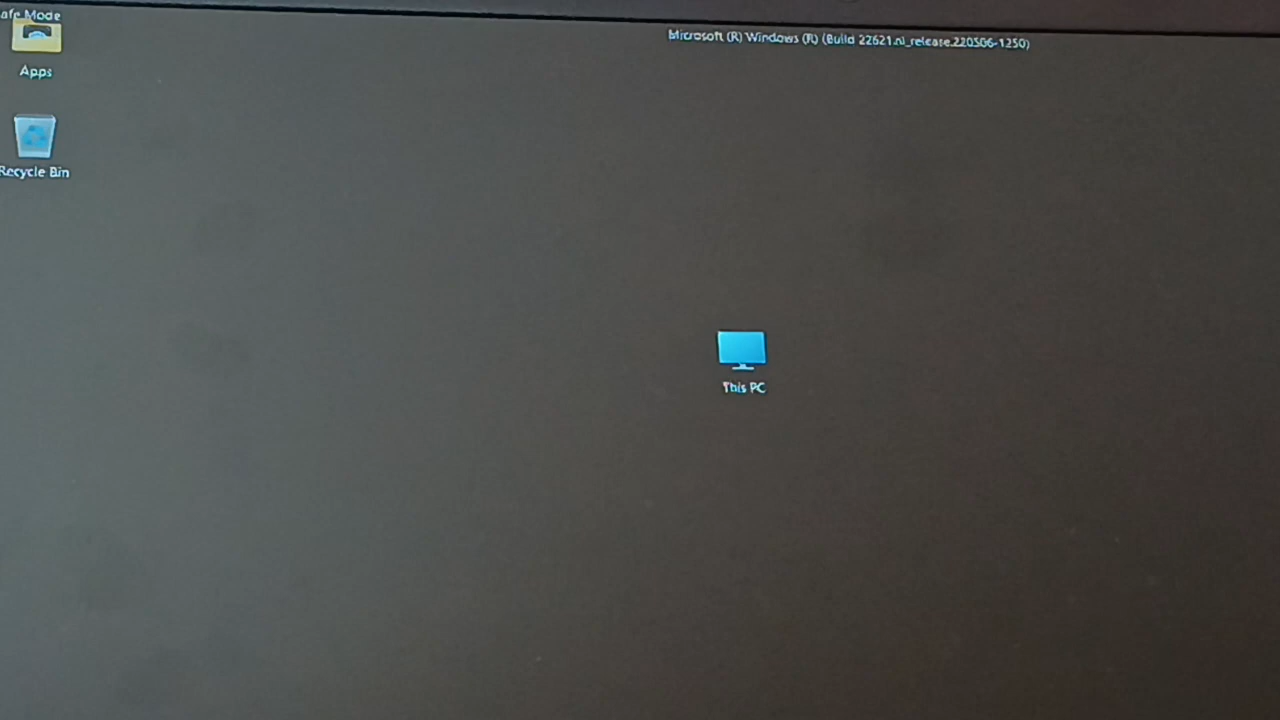 afe Mode
Microsoft (R) Windows (R) (Build 22621.ni_release.220506-1250)
Apps
Recycle Bin
This PC